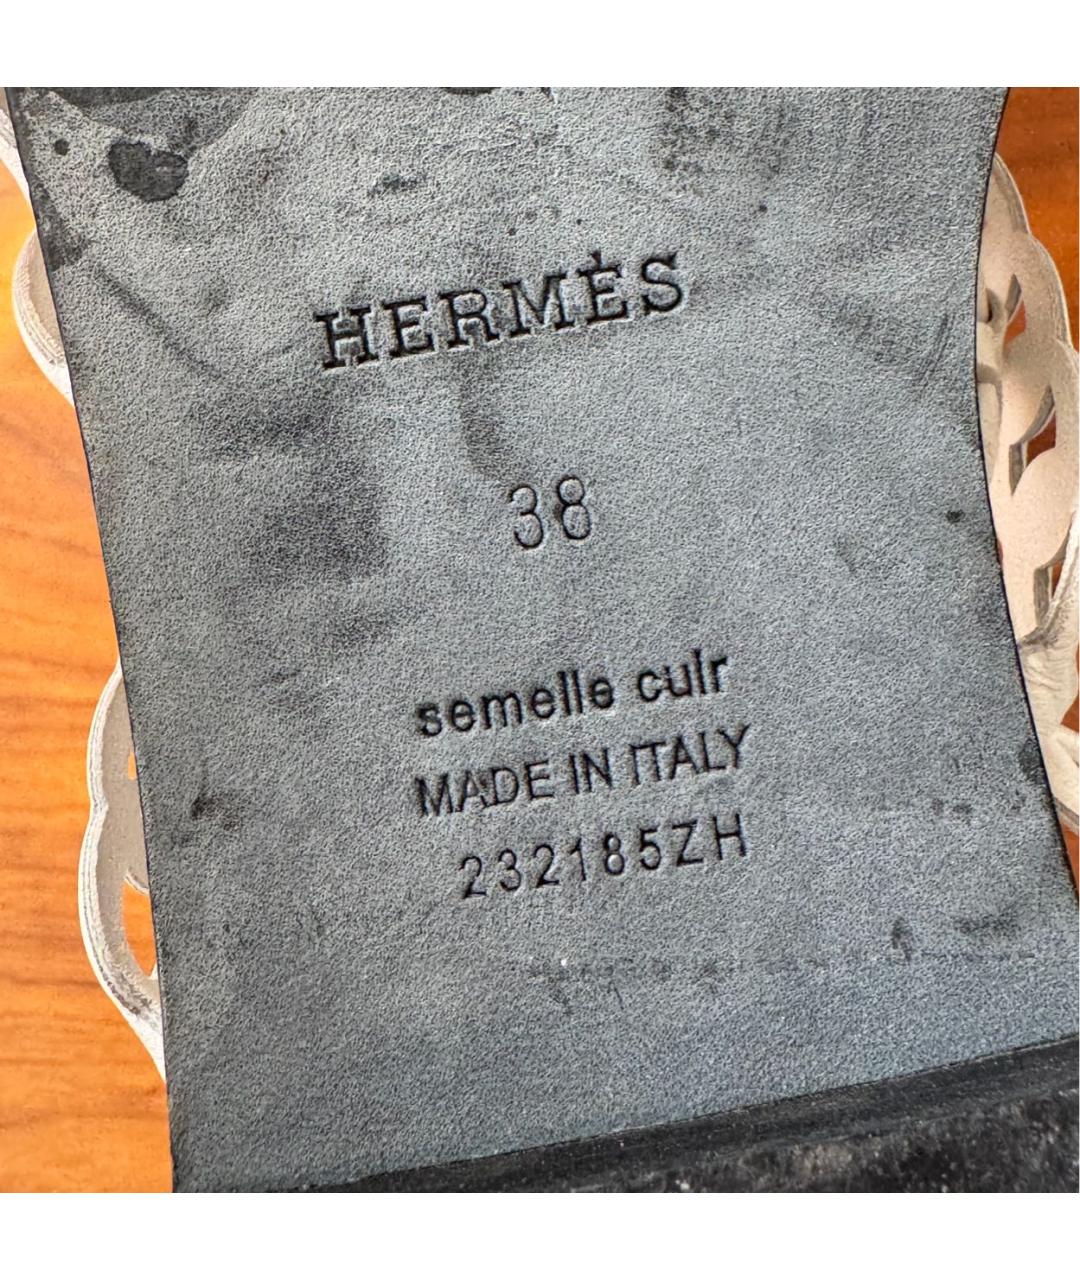 HERMÈS
38
semelle cuir
MADE IN ITALY
232185ZH